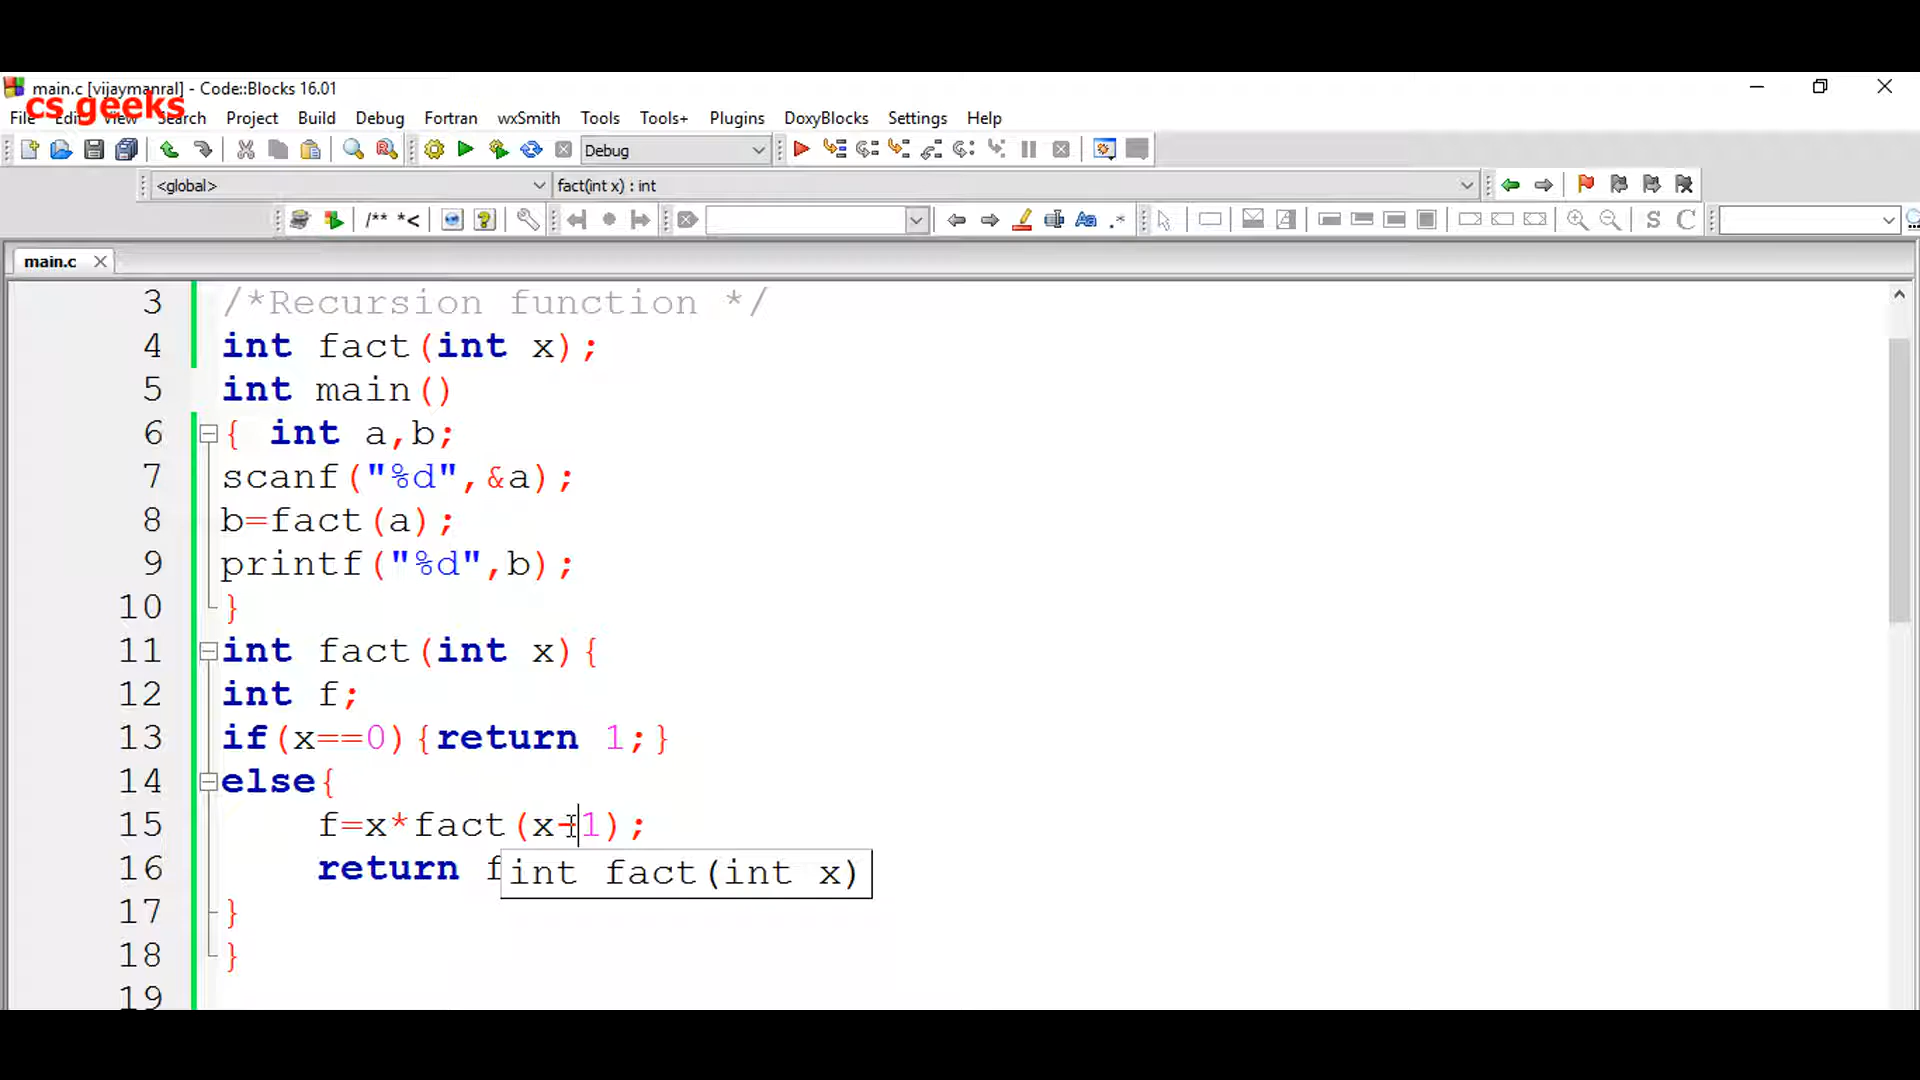 main.c [vijaymanral] - Code::Blocks 16.01
cs geeks
File Edit View Search Project Build Debug Fortran wxSmith Tools Tools+ Plugins DoxyBlocks Settings Help
Debug
<global> fact(int x) : int
/** *< S C
main.c
3 /*Recursion function */
4 int fact(int x);
5 int main()
6 { int a,b;
7 scanf("%d",&a);
8 b=fact(a);
9 printf("%d",b);
10 }
11 int fact(int x){
12 int f;
13 if(x==0){return 1;}
14 else{
15 f=x*fact(x-1);
16 return f
int fact(int x)
17 }
18 }
19